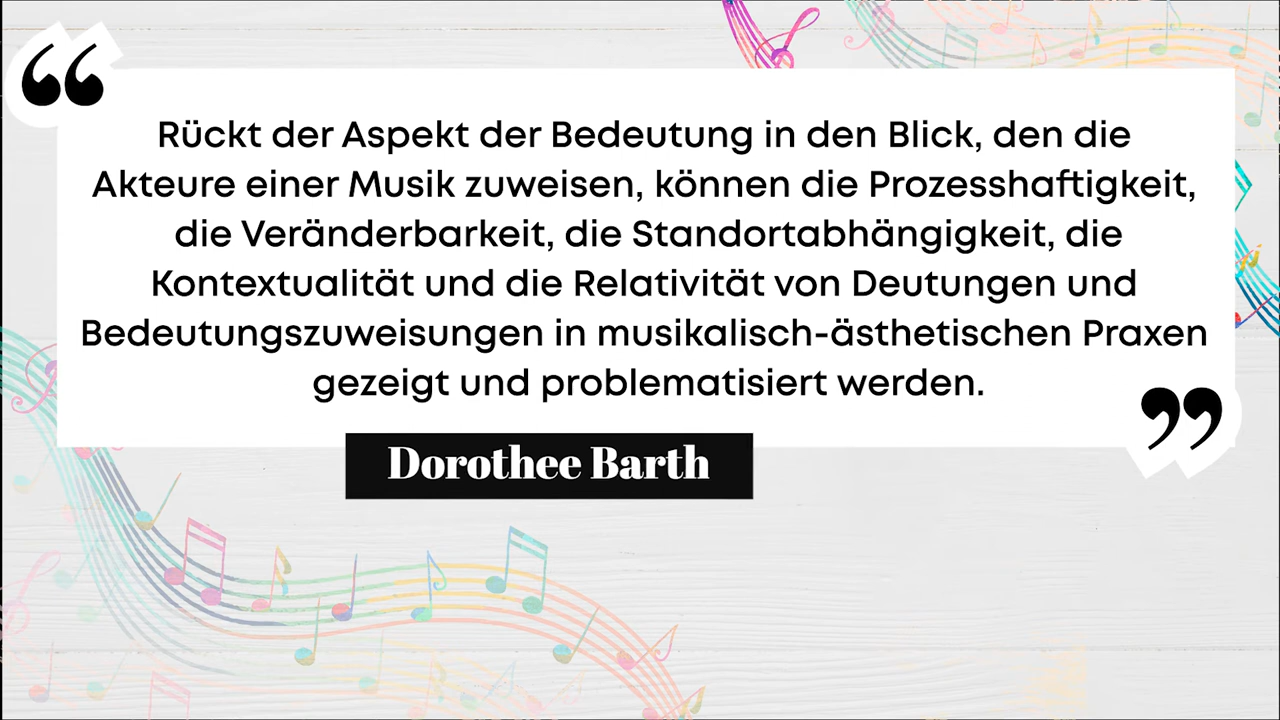 “
Rückt der Aspekt der Bedeutung in den Blick, den die
Akteure einer Musik zuweisen, können die Prozesshaftigkeit,
die Veränderbarkeit, die Standortabhängigkeit, die
Kontextualität und die Relativität von Deutungen und
Bedeutungszuweisungen in musikalisch-ästhetischen Praxen
gezeigt und problematisiert werden.
”
Dorothee Barth